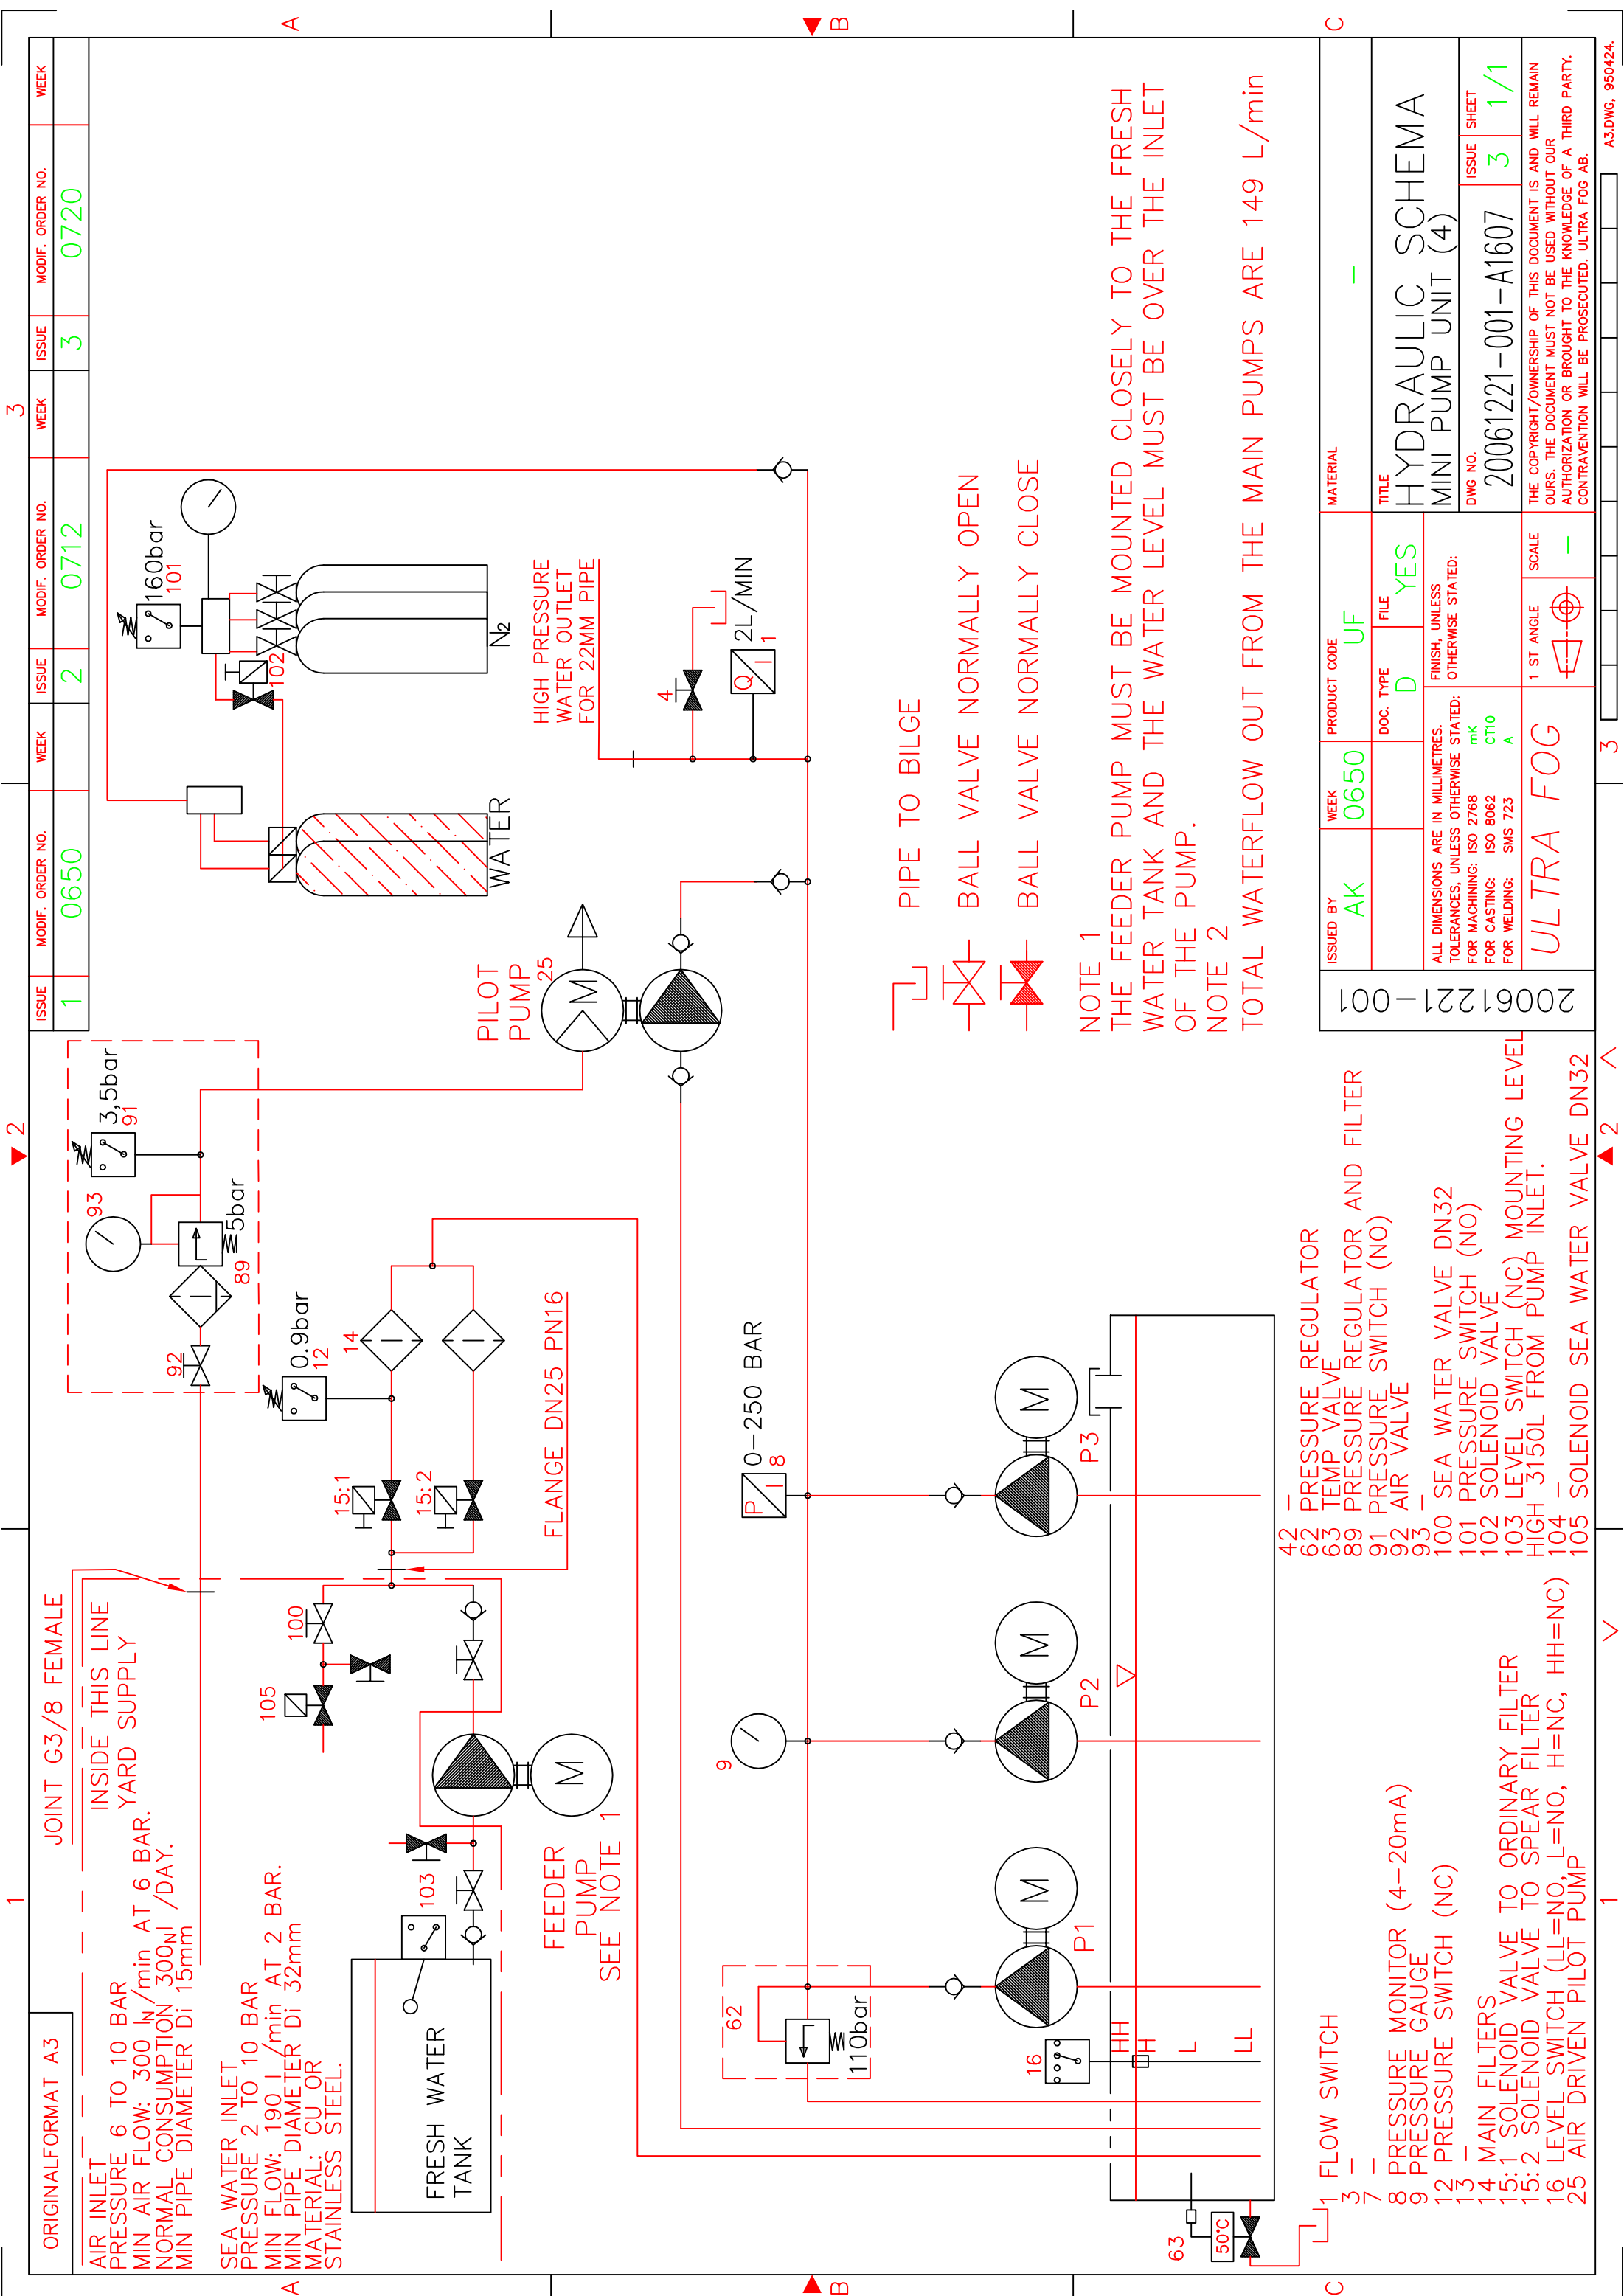 ORIGINALFORMAT A3
1
2
3
A
B
C
ISSUE
MODIF. ORDER NO.
WEEK
ISSUE
MODIF. ORDER NO.
WEEK
ISSUE
MODIF. ORDER NO.
WEEK
1
0650
2
0712
3
0720
JOINT G3/8 FEMALE
INSIDE THIS LINE
YARD SUPPLY
AIR INLET
PRESSURE 6 TO 10 BAR
MIN AIR FLOW: 300 lN/min AT 6 BAR.
NORMAL CONSUMPTION 300Nl /DAY.
MIN PIPE DIAMETER Di 15mm
SEA WATER INLET
PRESSURE 2 TO 10 BAR
MIN FLOW: 190 l /min AT 2 BAR.
MIN PIPE DIAMETER Di 32mm
MATERIAL: CU OR
STAINLESS STEEL.
FRESH WATER
TANK
103
105
100
M
FEEDER
PUMP
SEE NOTE 1
92
89
5bar
93
3,5bar
91
0.9bar
12
14
15:1
15:2
FLANGE DN25 PN16
PILOT
PUMP
25
M
160bar
101
102
N2
WATER
HIGH PRESSURE
WATER OUTLET
FOR 22MM PIPE
4
Q I
2L/MIN
1
62
110bar
9
P I
0-250 BAR
8
M
P1
M
P2
M
P3
16
HH
H
L
LL
63
50°C
PIPE TO BILGE
BALL VALVE NORMALLY OPEN
BALL VALVE NORMALLY CLOSE
NOTE 1
THE FEEDER PUMP MUST BE MOUNTED CLOSELY TO THE FRESH
WATER TANK AND THE WATER LEVEL MUST BE OVER THE INLET
OF THE PUMP.
NOTE 2
TOTAL WATERFLOW OUT FROM THE MAIN PUMPS ARE 149 L/min
1 FLOW SWITCH
3 –
7 –
8 PRESSURE MONITOR (4-20mA)
9 PRESSURE GAUGE
12 PRESSURE SWITCH (NC)
13 –
14 MAIN FILTERS
15:1 SOLENOID VALVE TO ORDINARY FILTER
15:2 SOLENOID VALVE TO SPEAR FILTER
16 LEVEL SWITCH (LL=NO, L=NO, H=NC, HH=NC)
25 AIR DRIVEN PILOT PUMP
42 –
62 PRESSURE REGULATOR
63 TEMP VALVE
89 PRESSURE REGULATOR AND FILTER
91 PRESSURE SWITCH (NO)
92 AIR VALVE
93 –
100 SEA WATER VALVE DN32
101 PRESSURE SWITCH (NO)
102 SOLENOID VALVE
103 LEVEL SWITCH (NC) MOUNTING LEVEL
HIGH 3150L FROM PUMP INLET.
104 –
105 SOLENOID SEA WATER VALVE DN32
20061221-001
ISSUED BY
AK
WEEK
0650
PRODUCT CODE
UF
MATERIAL
–
DOC. TYPE
D
FILE
YES
TITLE
HYDRAULIC SCHEMA
MINI PUMP UNIT (4)
ALL DIMENSIONS ARE IN MILLIMETRES.
TOLERANCES, UNLESS OTHERWISE STATED:
FOR MACHINING: ISO 2768 mK
FOR CASTING: ISO 8062 CT10
FOR WELDING: SMS 723 A
FINISH, UNLESS
OTHERWISE STATED:
DWG NO.
20061221-001-A1607
ISSUE
3
SHEET
1/1
ULTRA FOG
1 ST ANGLE
SCALE
–
THE COPYRIGHT/OWNERSHIP OF THIS DOCUMENT IS AND WILL REMAIN
OURS. THE DOCUMENT MUST NOT BE USED WITHOUT OUR
AUTHORIZATION OR BROUGHT TO THE KNOWLEDGE OF A THIRD PARTY.
CONTRAVENTION WILL BE PROSECUTED. ULTRA FOG AB.
A
B
C
1
2
3
A3.DWG, 950424.